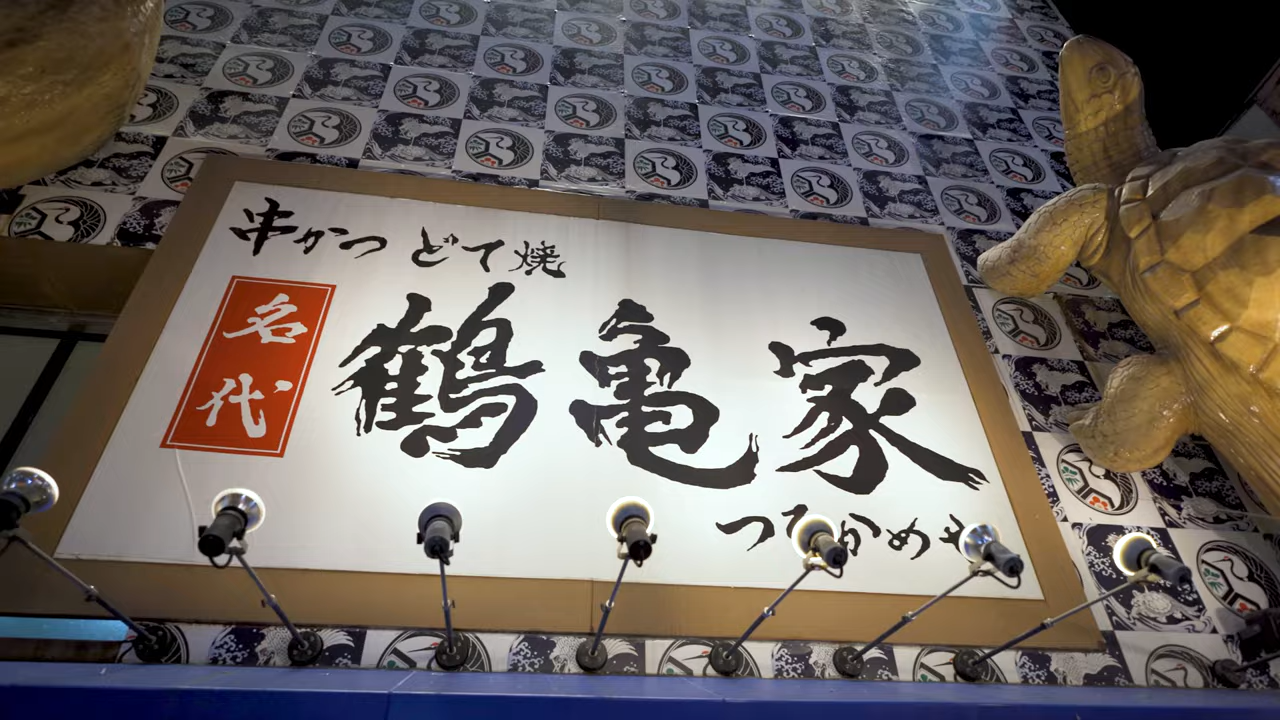 串かつ どて焼
名代
鶴亀家
つるかめや